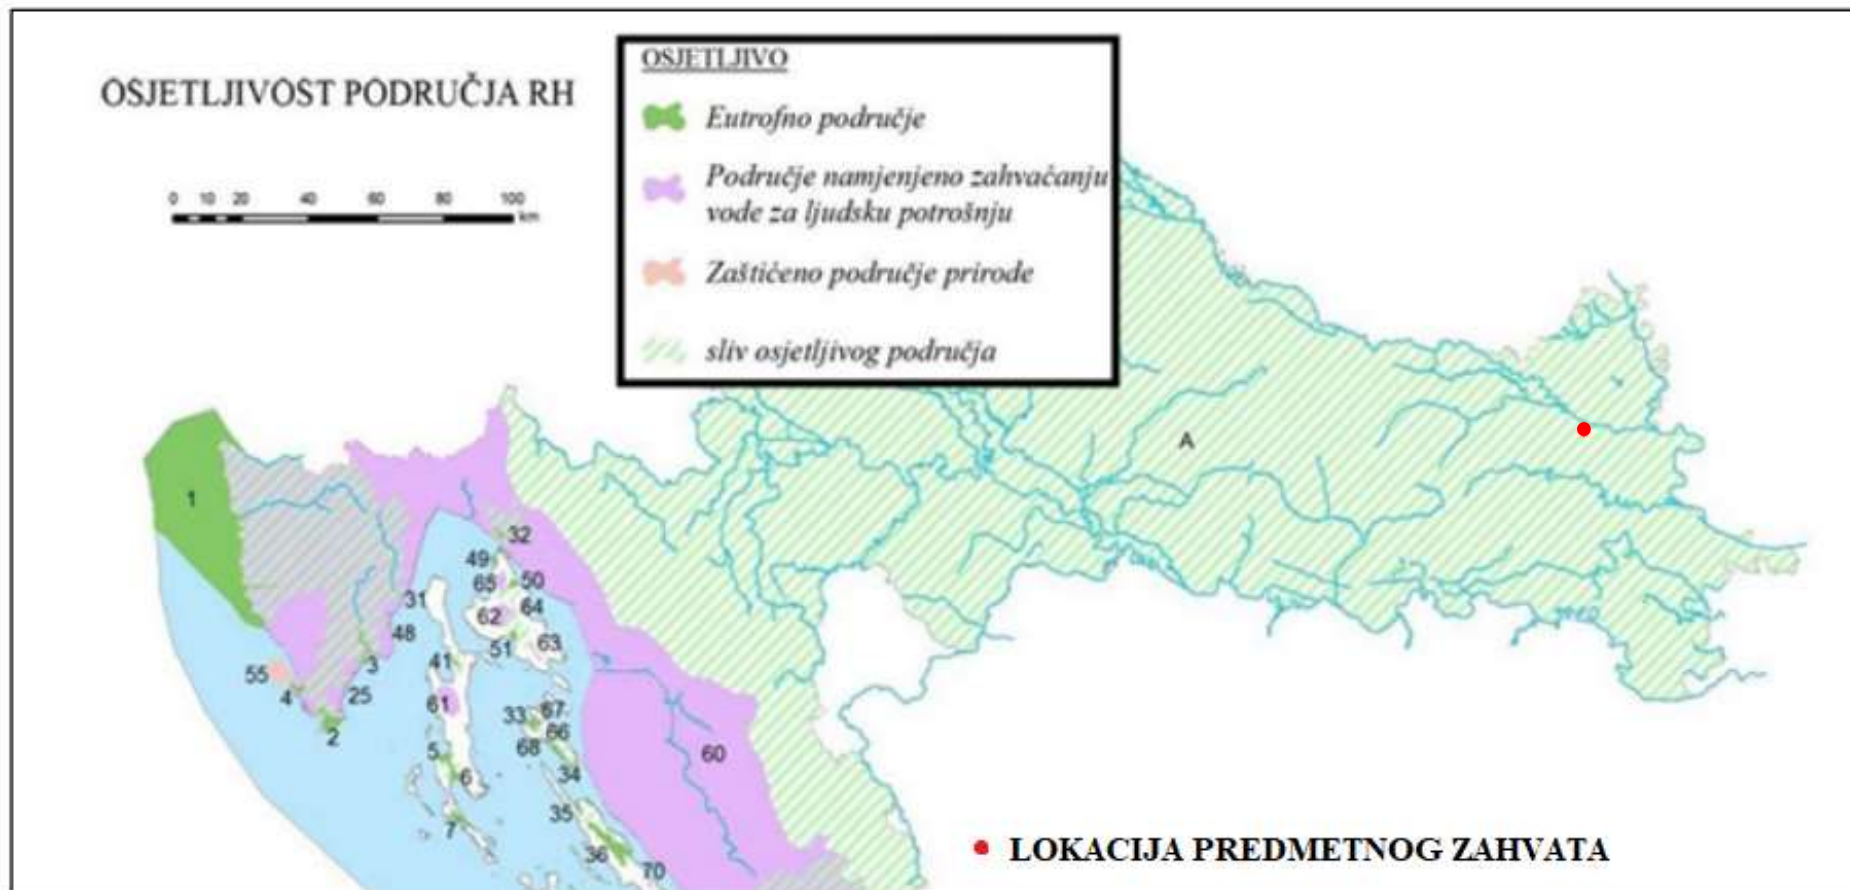 OSJETLJIVOST PODRUČJA RH
0 10 20 40 60 80 100
km
OSJETLJIVO
Eutrofno područje
Područje namjenjeno zahvaćanju
vode za ljudsku potrošnju
Zaštićeno područje prirode
sliv osjetljivog područja
A
1
32
49
65
50
31
62
64
48
51
63
3
41
55
4
25
61
2
33
67
66
68
60
5
6
34
35
7
36
70
LOKACIJA PREDMETNOG ZAHVATA